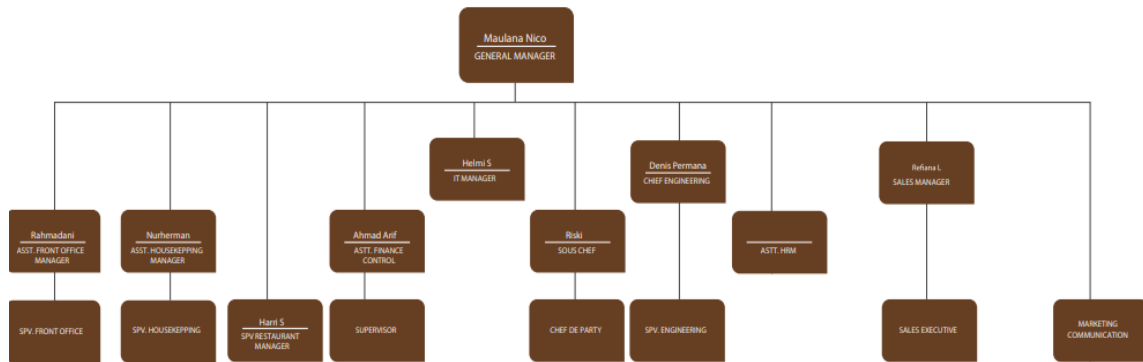 Maulana Nico
GENERAL MANAGER
Helmi S
IT MANAGER
Denis Permana
CHIEF ENGINEERING
Refiana L
SALES MANAGER
Rahmadani
ASST. FRONT OFFICE
MANAGER
Nurherman
ASST. HOUSEKEPPING
MANAGER
Ahmad Arif
ASTT. FINANCE
CONTROL
Riski
SOUS CHEF
ASTT. HRM
SPV. FRONT OFFICE
SPV. HOUSEKEPPING
Harri S
SPV RESTAURANT
MANAGER
SUPERVISOR
CHEF DE PARTY
SPV. ENGINEERING
SALES EXECUTIVE
MARKETING
COMMUNICATION